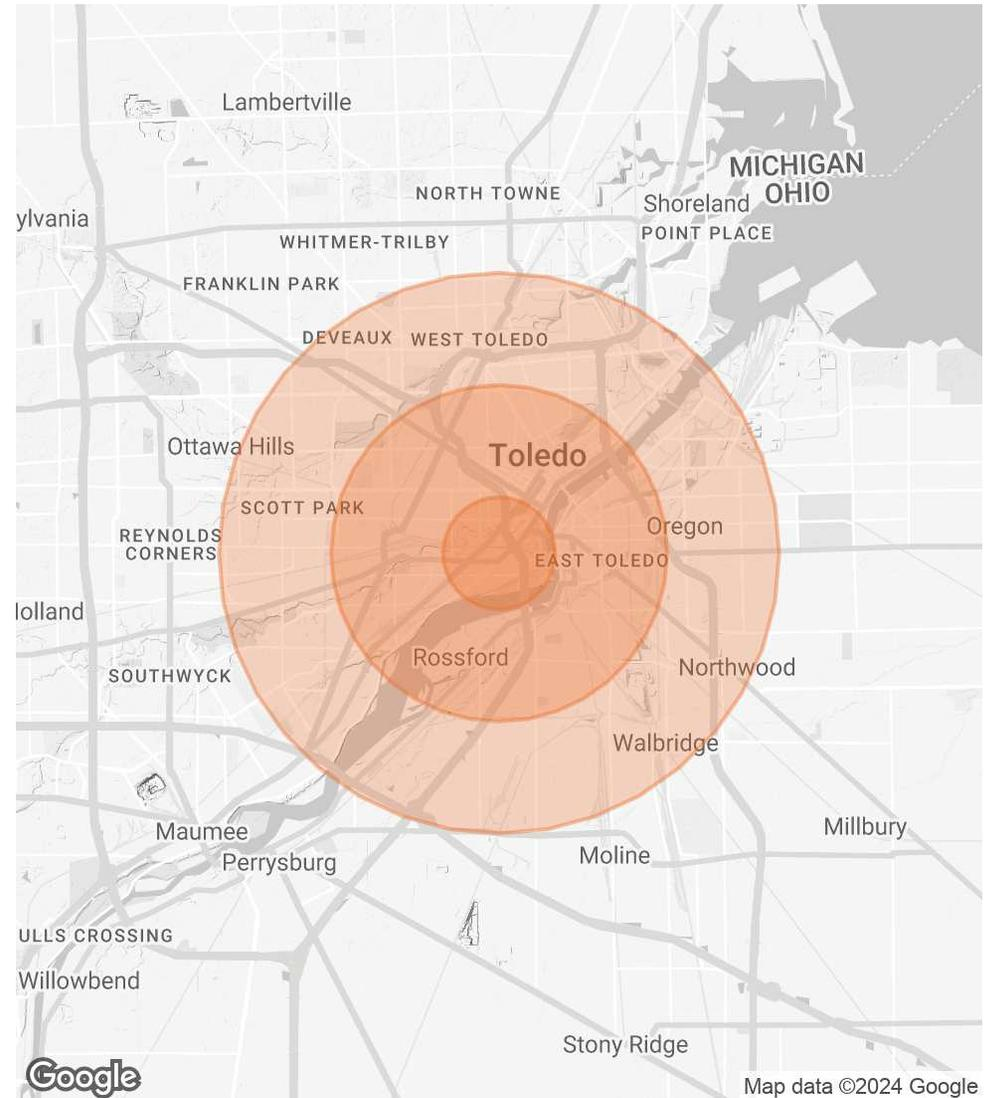 Lambertville
NORTH TOWNE
MICHIGAN
OHIO
Shoreland
ylvania
POINT PLACE
WHITMER-TRILBY
FRANKLIN PARK
DEVEAUX
WEST TOLEDO
Ottawa Hills
Toledo
SCOTT PARK
Oregon
REYNOLDS
CORNERS
EAST TOLEDO
Holland
Rossford
Northwood
SOUTHWYCK
Walbridge
Maumee
Millbury
Perrysburg
Moline
ULLS CROSSING
Willowbend
Stony Ridge
Google
Map data ©2024 Google